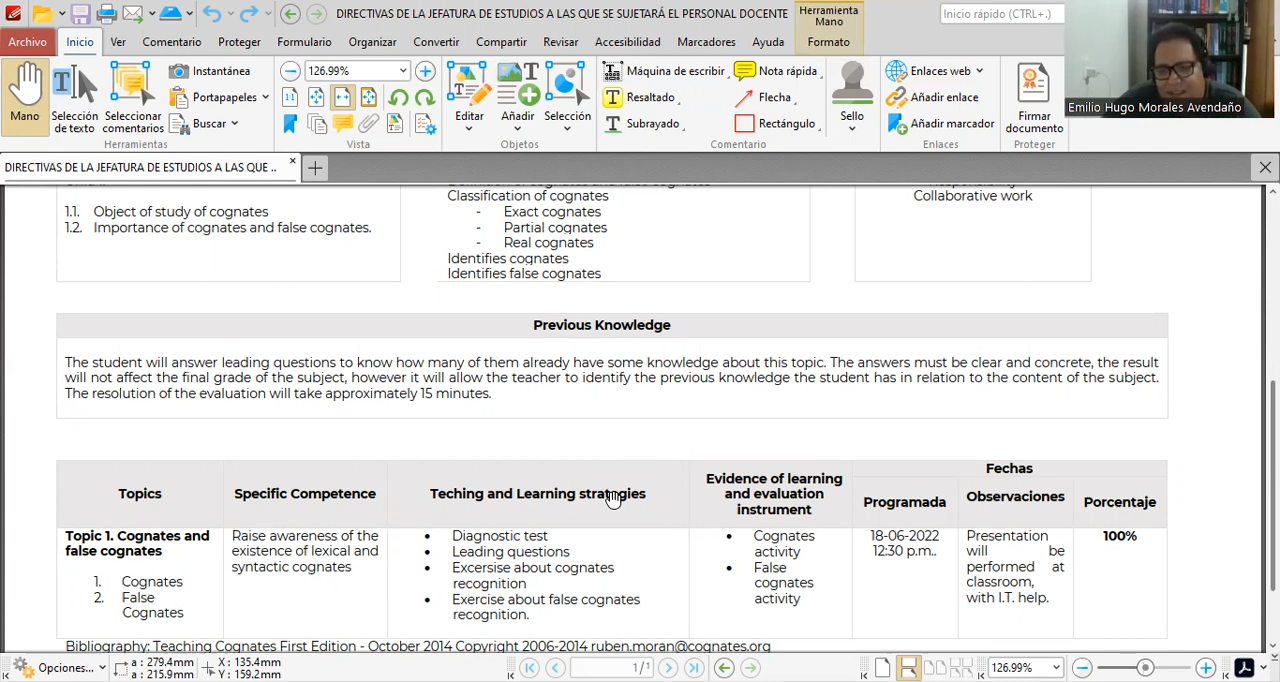 DIRECTIVAS DE LA JEFATURA DE ESTUDIOS A LAS QUE SE SUJETARÁ EL PERSONAL DOCENTE
Herramienta
Mano
Inicio rápido (CTRL+.)
Archivo Inicio Ver Comentario Proteger Formulario Organizar Convertir Compartir Revisar Accesibilidad Marcadores Ayuda Formato
Mano
Selección
de texto
Seleccionar
comentarios
Instantánea
Portapapeles
Buscar
Herramientas
126.99%
Vista
Editar
Añadir
Selección
Objetos
Máquina de escribir
Resaltado
Subrayado
Nota rápida
Flecha
Rectángulo
Sello
Comentario
Enlaces web
Añadir enlace
Añadir marcador
Enlaces
Firmar
documento
Proteger
Emilio Hugo Morales Avendaño
DIRECTIVAS DE LA JEFATURA DE ESTUDIOS A LAS QUE ..
1.1. Object of study of cognates
1.2. Importance of cognates and false cognates.
Definition of cognates and false cognates
Classification of cognates
- Exact cognates
- Partial cognates
- Real cognates
Identifies cognates
Identifies false cognates
Responsibility
Collaborative work
Previous Knowledge
The student will answer leading questions to know how many of them already have some knowledge about this topic. The answers must be clear and concrete, the result
will not affect the final grade of the subject, however it will allow the teacher to identify the previous knowledge the student has in relation to the content of the subject.
The resolution of the evaluation will take approximately 15 minutes.
Topics
Specific Competence
Teching and Learning strategies
Evidence of learning
and evaluation
instrument
Fechas
Programada
Observaciones
Porcentaje
Topic 1. Cognates and
false cognates
1. Cognates
2. False
Cognates
Raise awareness of the
existence of lexical and
syntactic cognates
• Diagnostic test
• Leading questions
• Excersise about cognates
recognition
• Exercise about false cognates
recognition.
• Cognates
activity
• False
cognates
activity
18-06-2022
12:30 p.m..
Presentation
will be
performed at
classroom,
with I.T. help.
100%
Bibliography: Teaching Cognates First Edition - October 2014 Copyright 2006-2014 ruben.moran@cognates.org
Opciones...
a : 279.4mm
a : 215.9mm
X : 135.4mm
Y : 159.2mm
1/1
126.99%